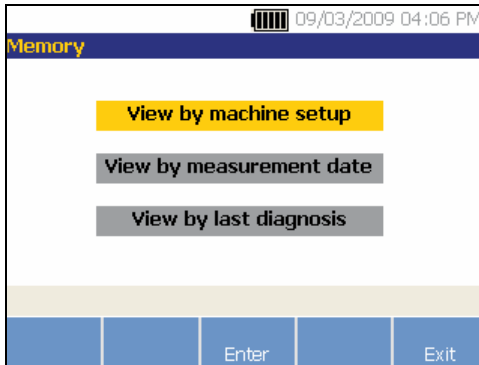 09/03/2009 04:06 PM
Memory
View by machine setup
View by measurement date
View by last diagnosis
Enter Exit